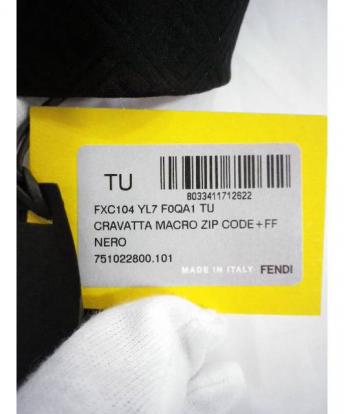 TU
8033411712622
FXC104 YL7 F0QA1 TU
CRAVATTA MACRO ZIP CODE+FF
NERO
751022800.101
MADE IN ITALY FENDI